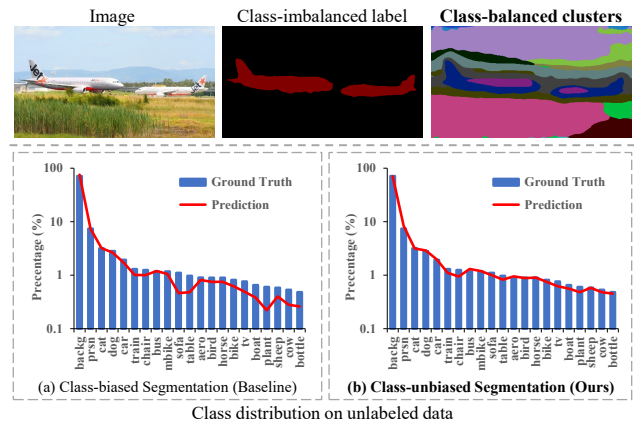 Image
Class-imbalanced label
Class-balanced clusters
100
10
1
0.1
Precentage (%)
Ground Truth
Prediction
backg
prsn
cat
dog
car
train
chair
bus
mbike
sofa
table
aero
bird
horse
bike
tv
boat
plant
sheep
cow
bottle
(a) Class-biased Segmentation (Baseline)
100
10
1
0.1
Precentage (%)
Ground Truth
Prediction
backg
prsn
cat
dog
car
train
chair
bus
mbike
sofa
table
aero
bird
horse
bike
tv
boat
plant
sheep
cow
bottle
(b) Class-unbiased Segmentation (Ours)
Class distribution on unlabeled data